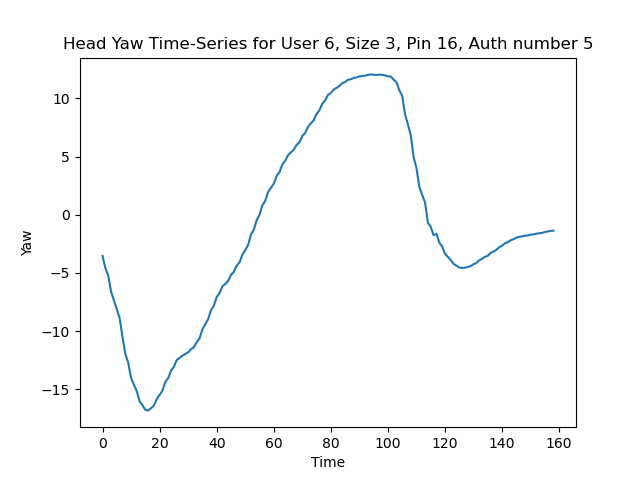 Head Yaw Time-Series for User 6, Size 3, Pin 16, Auth number 5
10
5
0
−5
−10
−15
Yaw
0 20 40 60 80 100 120 140 160
Time